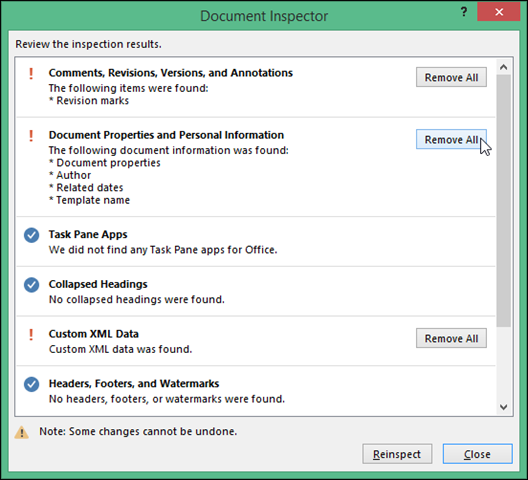 Document Inspector
?
Review the inspection results.
! Comments, Revisions, Versions, and Annotations
Remove All
The following items were found:
* Revision marks
! Document Properties and Personal Information
Remove All
The following document information was found:
* Document properties
* Author
* Related dates
* Template name
Task Pane Apps
We did not find any Task Pane apps for Office.
Collapsed Headings
No collapsed headings were found.
! Custom XML Data
Remove All
Custom XML data was found.
Headers, Footers, and Watermarks
No headers, footers, or watermarks were found.
Note: Some changes cannot be undone.
Reinspect
Close